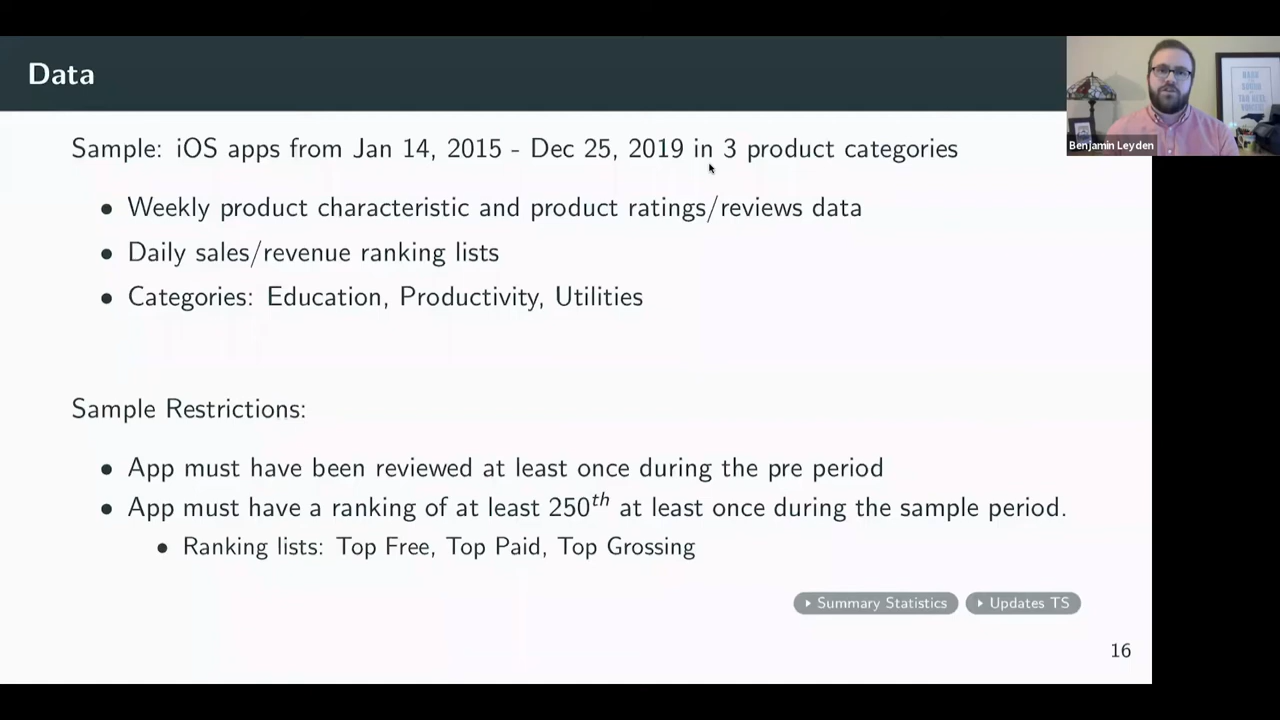 Data
Sample: iOS apps from Jan 14, 2015 - Dec 25, 2019 in 3 product categories
• Weekly product characteristic and product ratings/reviews data
• Daily sales/revenue ranking lists
• Categories: Education, Productivity, Utilities
Sample Restrictions:
• App must have been reviewed at least once during the pre period
• App must have a ranking of at least 250th at least once during the sample period.
• Ranking lists: Top Free, Top Paid, Top Grossing
Summary Statistics
Updates TS
16
Benjamin Leyden